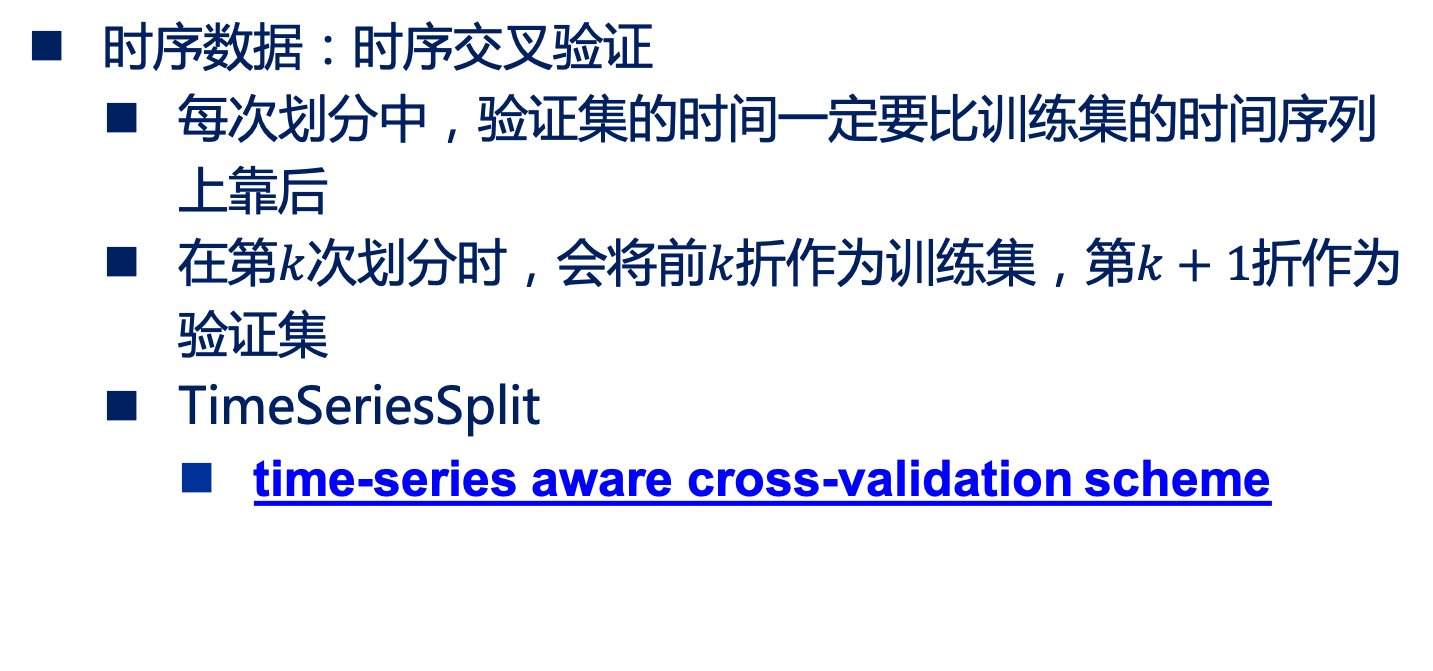 时序数据：时序交叉验证
每次划分中，验证集的时间一定要比训练集的时间序列
上靠后
在第k次划分时，会将前k折作为训练集，第k + 1折作为
验证集
TimeSeriesSplit
time-series aware cross-validation scheme